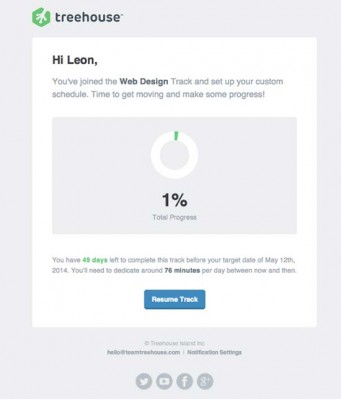 treehouse™
Hi Leon,
You've joined the Web Design Track and set up your custom
schedule. Time to get moving and make some progress!
1%
Total Progress
You have 49 days left to complete this track before your target date of May 12th,
2014. You'll need to dedicate around 76 minutes per day between now and then.
Resume Track
© Treehouse Island Inc.
hello@teamtreehouse.com | Notification Settings